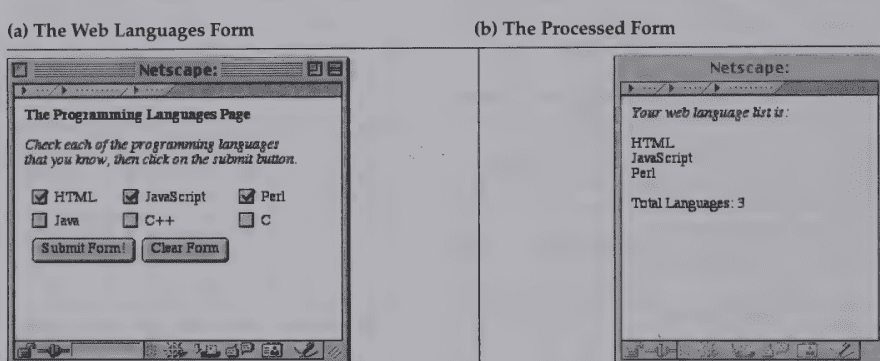 (a) The Web Languages Form
(b) The Processed Form
Netscape:
The Programming Languages Page
Check each of the programming languages
that you know, then click on the submit button.
HTML JavaScript Perl
Java C++ C
Submit Form! Clear Form
Netscape:
Your web language list is:
HTML
JavaScript
Perl
Total Languages: 3